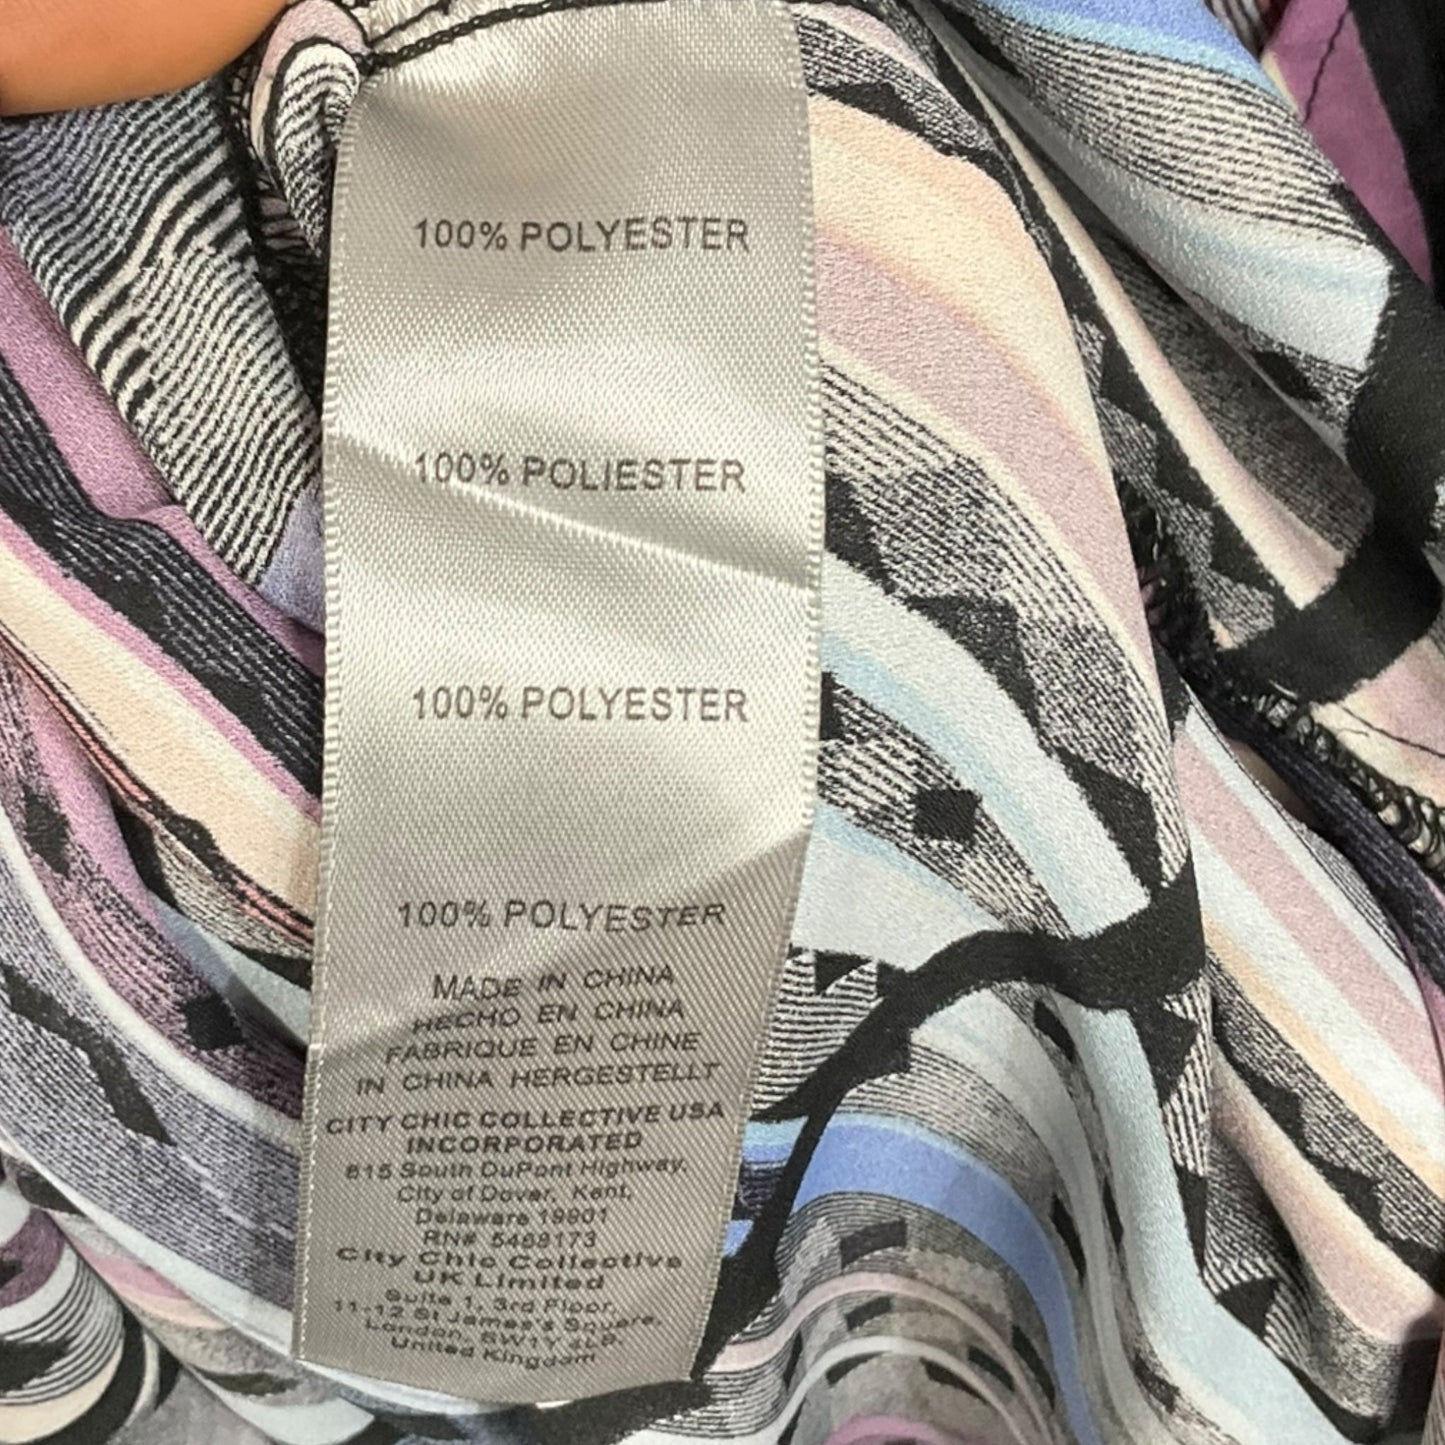 100% POLYESTER
100% POLIESTER
100% POLYESTER
100% POLYESTER
MADE IN CHINA
HECHO EN CHINA
FABRIQUE EN CHINE
IN CHINA HERGESTELLT
CITY CHIC COLLECTIVE USA
INCORPORATED
615 South DuPont Highway,
City of Dover, Kent,
Delaware 19901
RN# 5468173
City Chic Collective
UK Limited
Suite 1, 3rd Floor,
11-12 St James's Square,
London, SW1Y 4LB,
United Kingdom